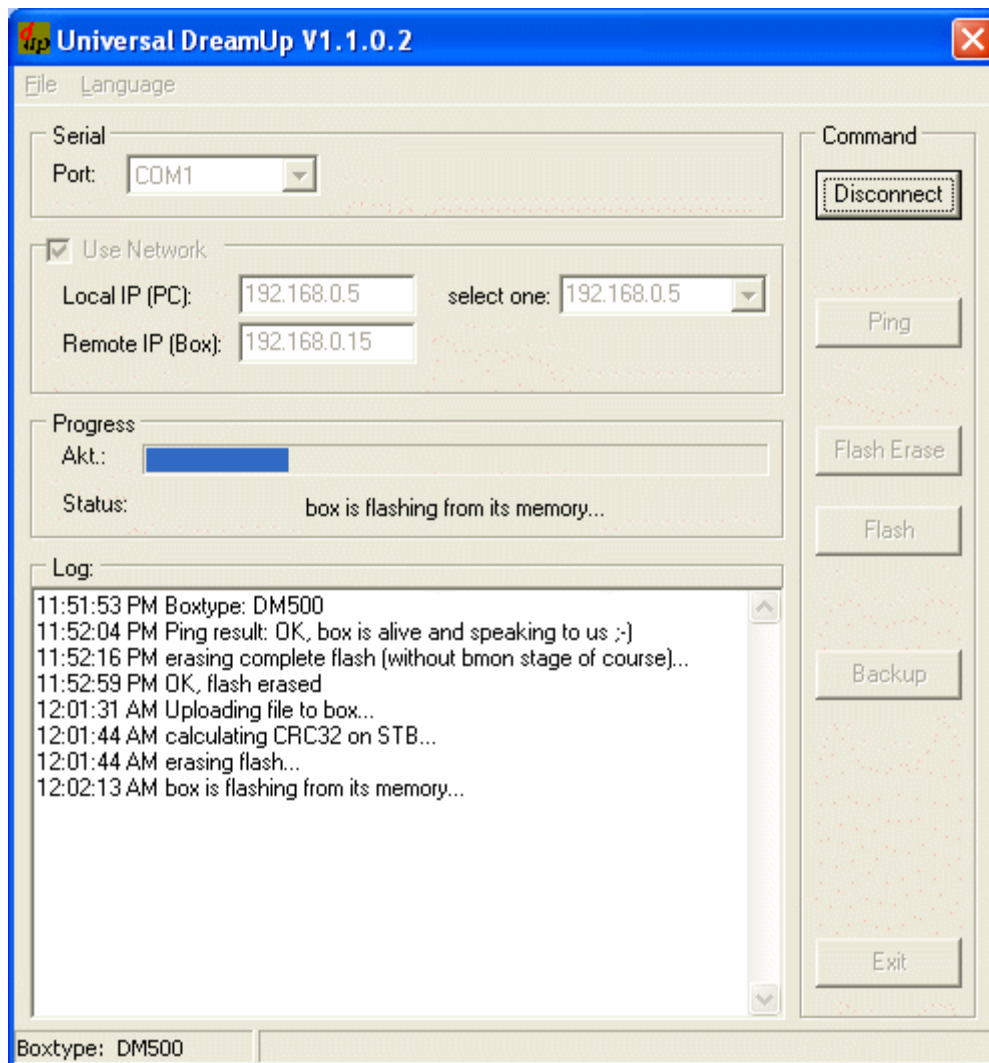 up Universal DreamUp V1.1.0.2
File Language
Serial
Port: COM1
Use Network
Local IP (PC): 192.168.0.5 select one: 192.168.0.5
Remote IP (Box): 192.168.0.15
Progress
Akt.:
Status: box is flashing from its memory...
Log:
11:51:53 PM Boxtype: DM500
11:52:04 PM Ping result: OK, box is alive and speaking to us ;-)
11:52:16 PM erasing complete flash (without bmon stage of course)...
11:52:59 PM OK, flash erased
12:01:31 AM Uploading file to box...
12:01:44 AM calculating CRC32 on STB...
12:01:44 AM erasing flash...
12:02:13 AM box is flashing from its memory...
Command
Disconnect
Ping
Flash Erase
Flash
Backup
Exit
Boxtype: DM500